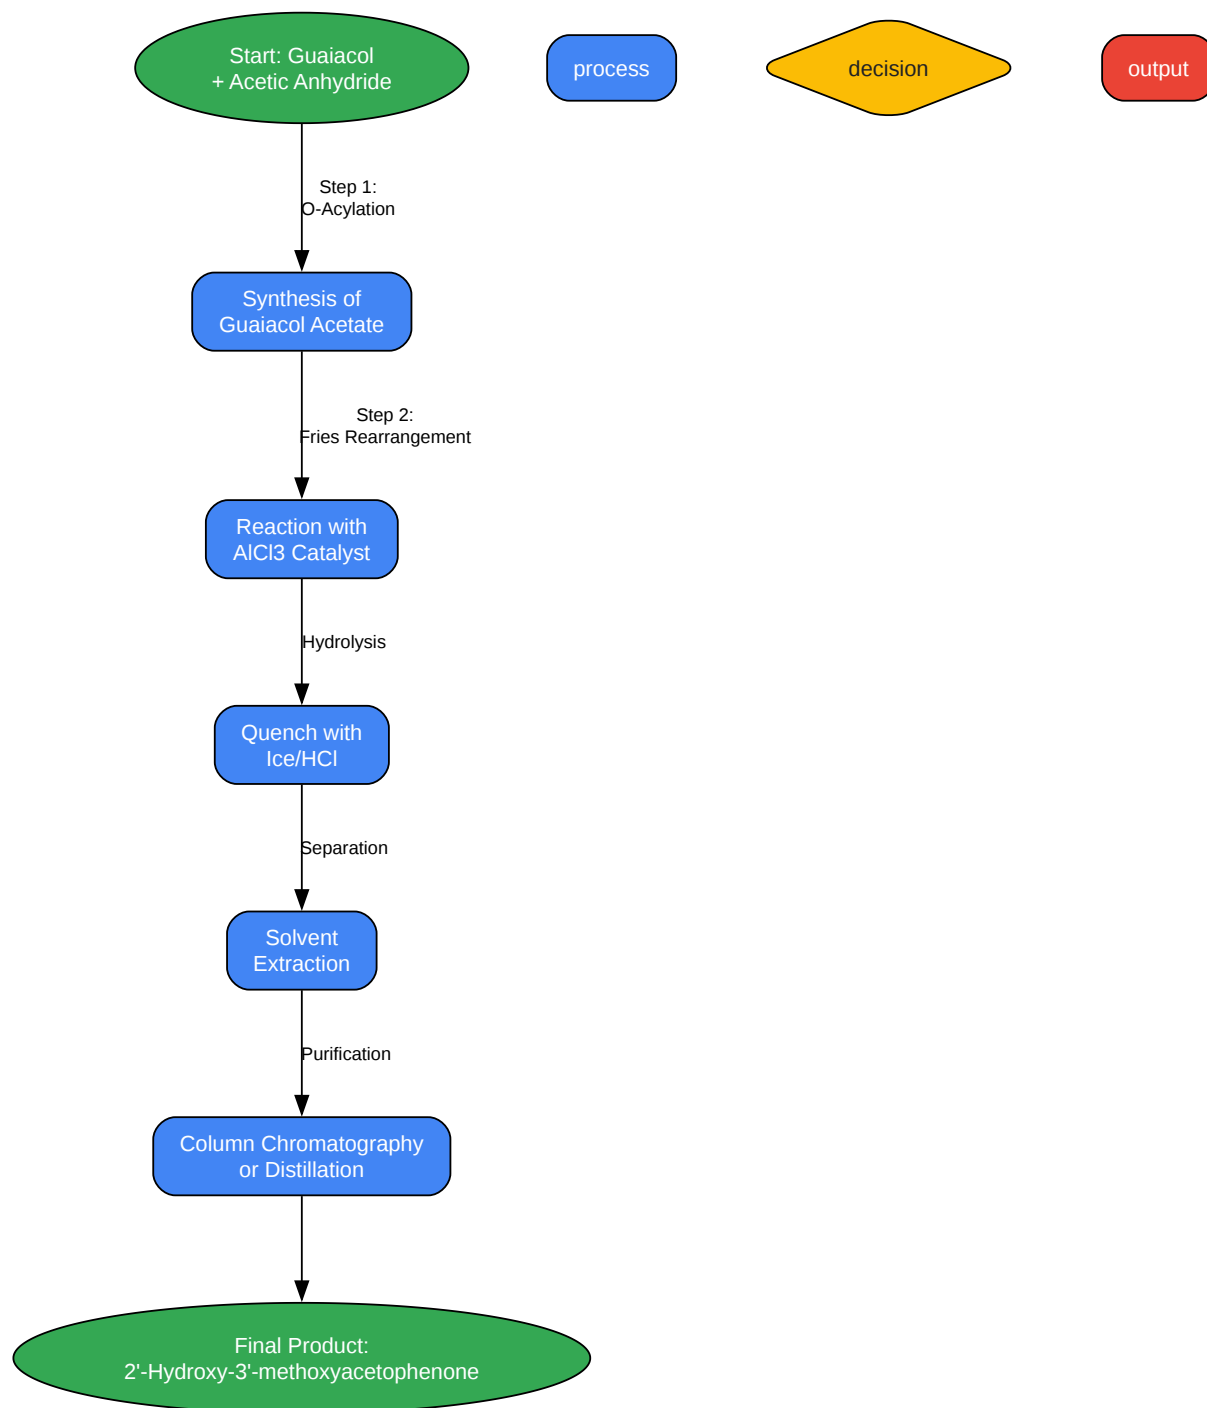 Start: Guaiacol
+ Acetic Anhydride
process
decision
output
Step 1:
O-Acylation
Synthesis of
Guaiacol Acetate
Step 2:
Fries Rearrangement
Reaction with
AlCl3 Catalyst
Hydrolysis
Quench with
Ice/HCl
Separation
Solvent
Extraction
Purification
Column Chromatography
or Distillation
Final Product:
2'-Hydroxy-3'-methoxyacetophenone